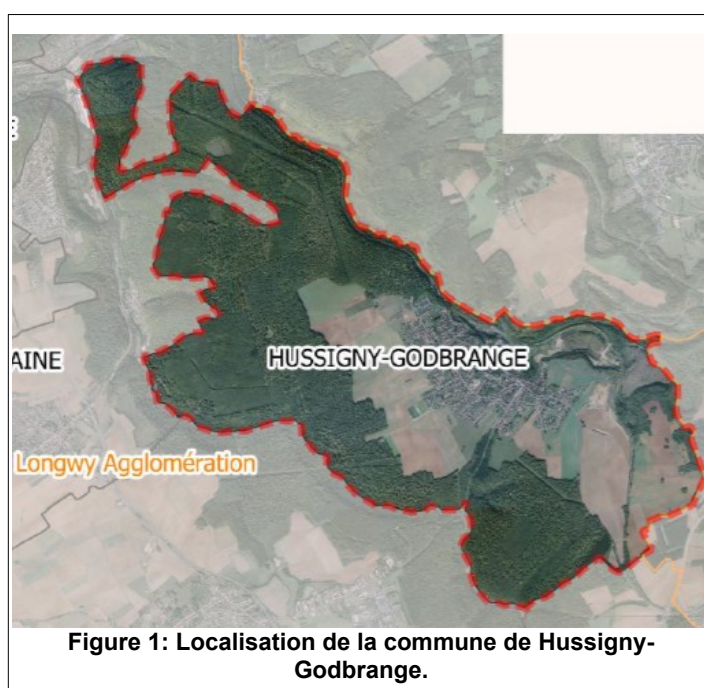 AINE
HUSSIGNY-GODBRANGE
Longwy Agglomération
Figure 1: Localisation de la commune de Hussigny-
Godbrange.